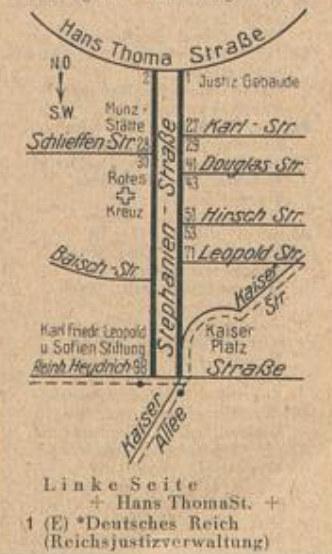 Hans Thoma Straße
N.O
S.W
2
1 Justiz Gebäude
Münz-
Stätte
27 Karl-Str.
Schlieffen Str. 28
29
30
41 Douglas Str.
43
Rotes
Kreuz
51 Hirsch Str.
53
Stephanien-Straße
71 Leopold Str.
Baisch-Str.
Kaiser
Str
Karl Friedr. Leopold
u Sofien Stiftung
Kaiser
Platz
Reinh. Heydrich 98 Straße
Kaiser
Allee
Linke Seite
+ Hans ThomaSt. +
1 (E) *Deutsches Reich
(Reichsjustizverwaltung)